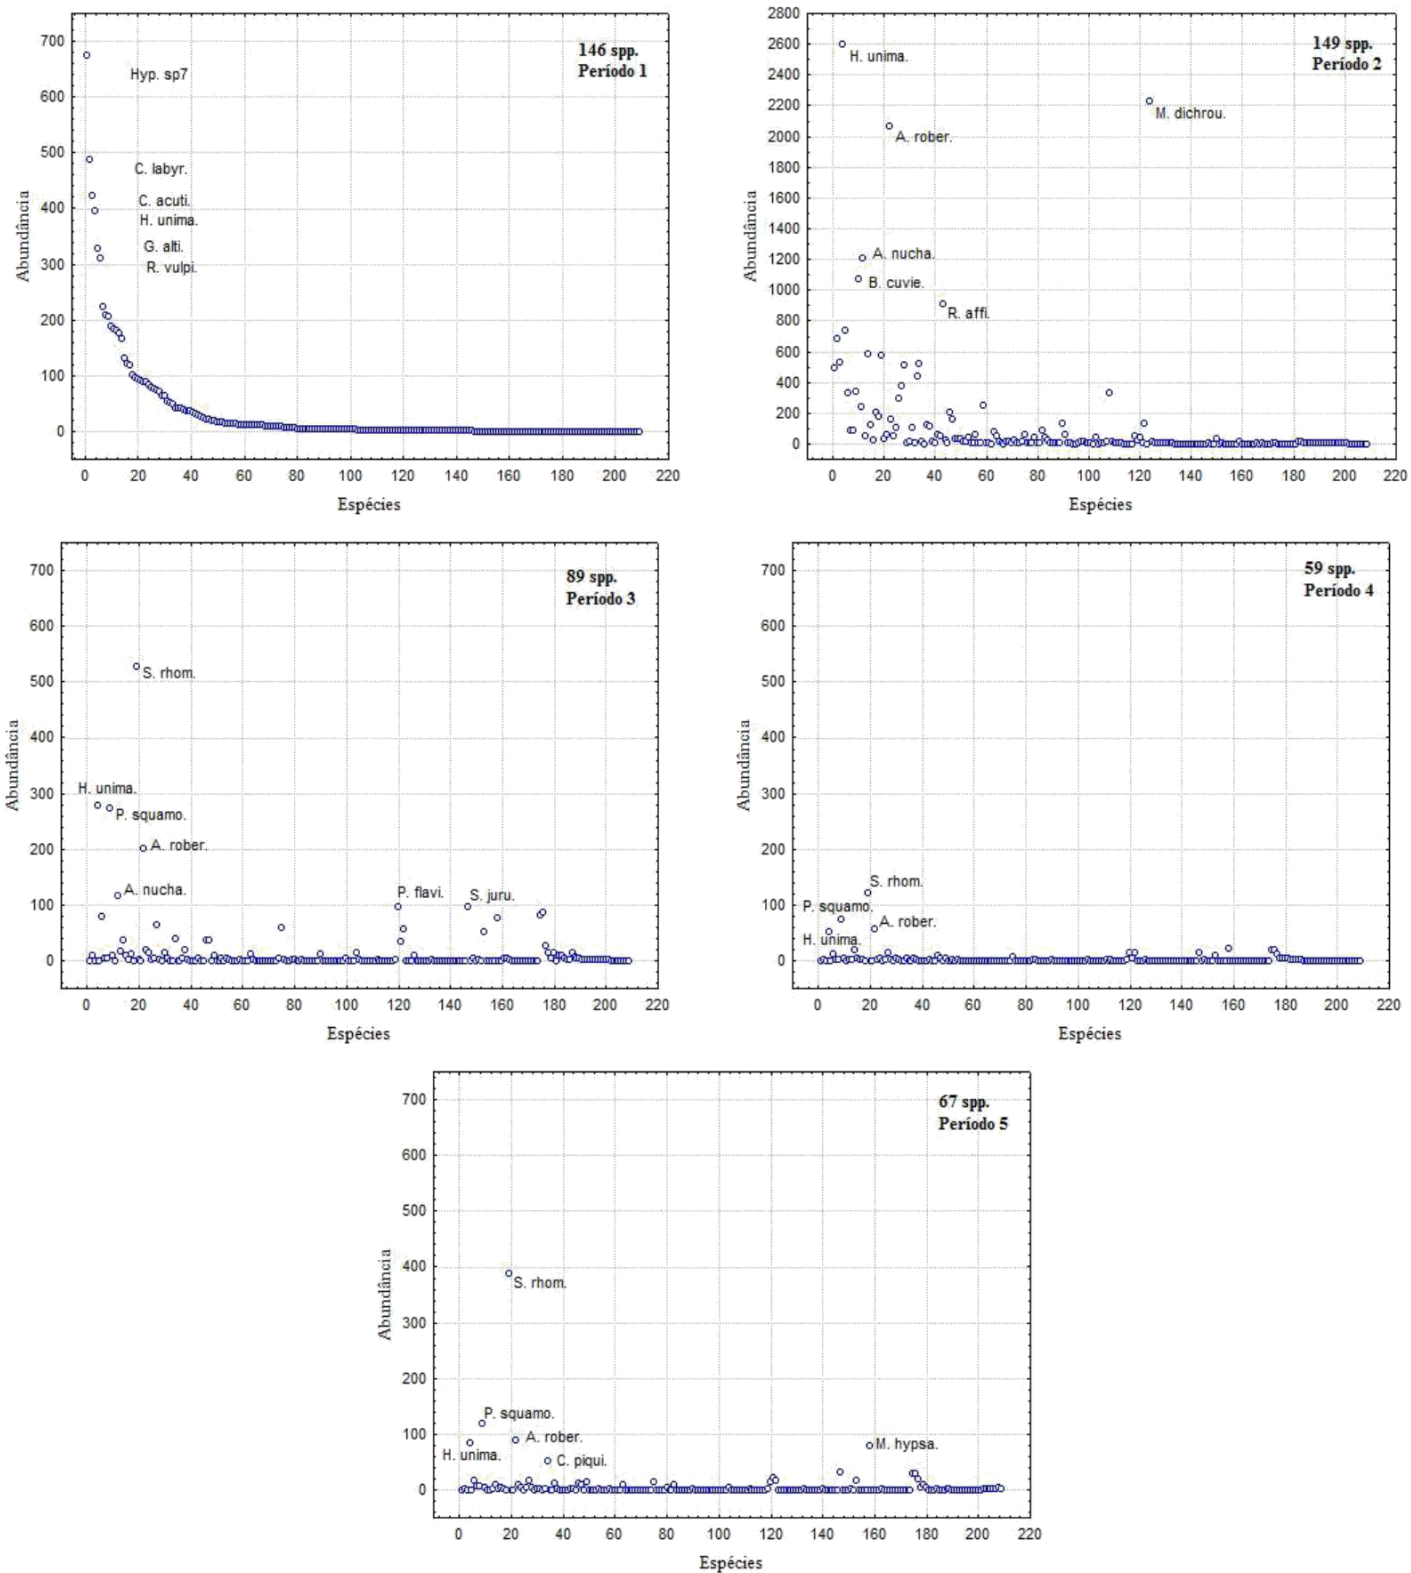 146 spp.
Período 1
Hyp. sp7
C. labyr.
C. acuti.
H. unima.
G. alti.
R. vulpi.
Abundância
700
600
500
400
300
200
100
0
0 20 40 60 80 100 120 140 160 180 200 220
Espécies
149 spp.
Período 2
H. unima.
M. dichrou.
A. rober.
A. nucha.
B. cuvie.
R. affi.
Abundância
2800
2600
2400
2200
2000
1800
1600
1400
1200
1000
800
600
400
200
0
0 20 40 60 80 100 120 140 160 180 200 220
Espécies
89 spp.
Período 3
S. rhom.
H. unima.
P. squamo.
A. rober.
A. nucha.
P. flavi.
S. juru.
Abundância
700
600
500
400
300
200
100
0
0 20 40 60 80 100 120 140 160 180 200 220
Espécies
59 spp.
Período 4
S. rhom.
P. squamo.
A. rober.
H. unima.
Abundância
700
600
500
400
300
200
100
0
0 20 40 60 80 100 120 140 160 180 200 220
Espécies
67 spp.
Período 5
S. rhom.
P. squamo.
A. rober.
H. unima.
C. piqui.
M. hypsa.
Abundância
700
600
500
400
300
200
100
0
0 20 40 60 80 100 120 140 160 180 200 220
Espécies